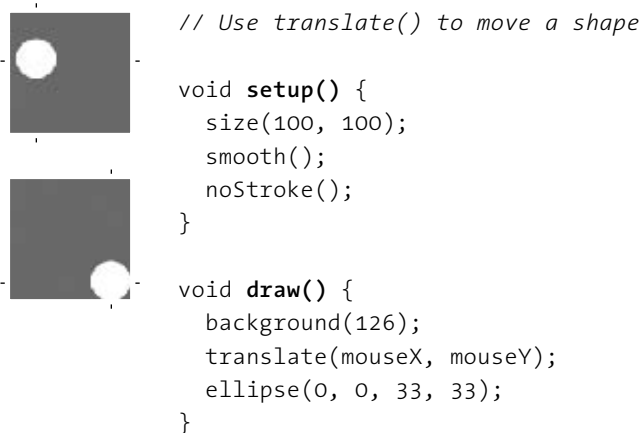 // Use translate() to move a shape
void setup() {
size(100, 100);
smooth();
noStroke();
}
void draw() {
background(126);
translate(mouseX, mouseY);
ellipse(0, 0, 33, 33);
}